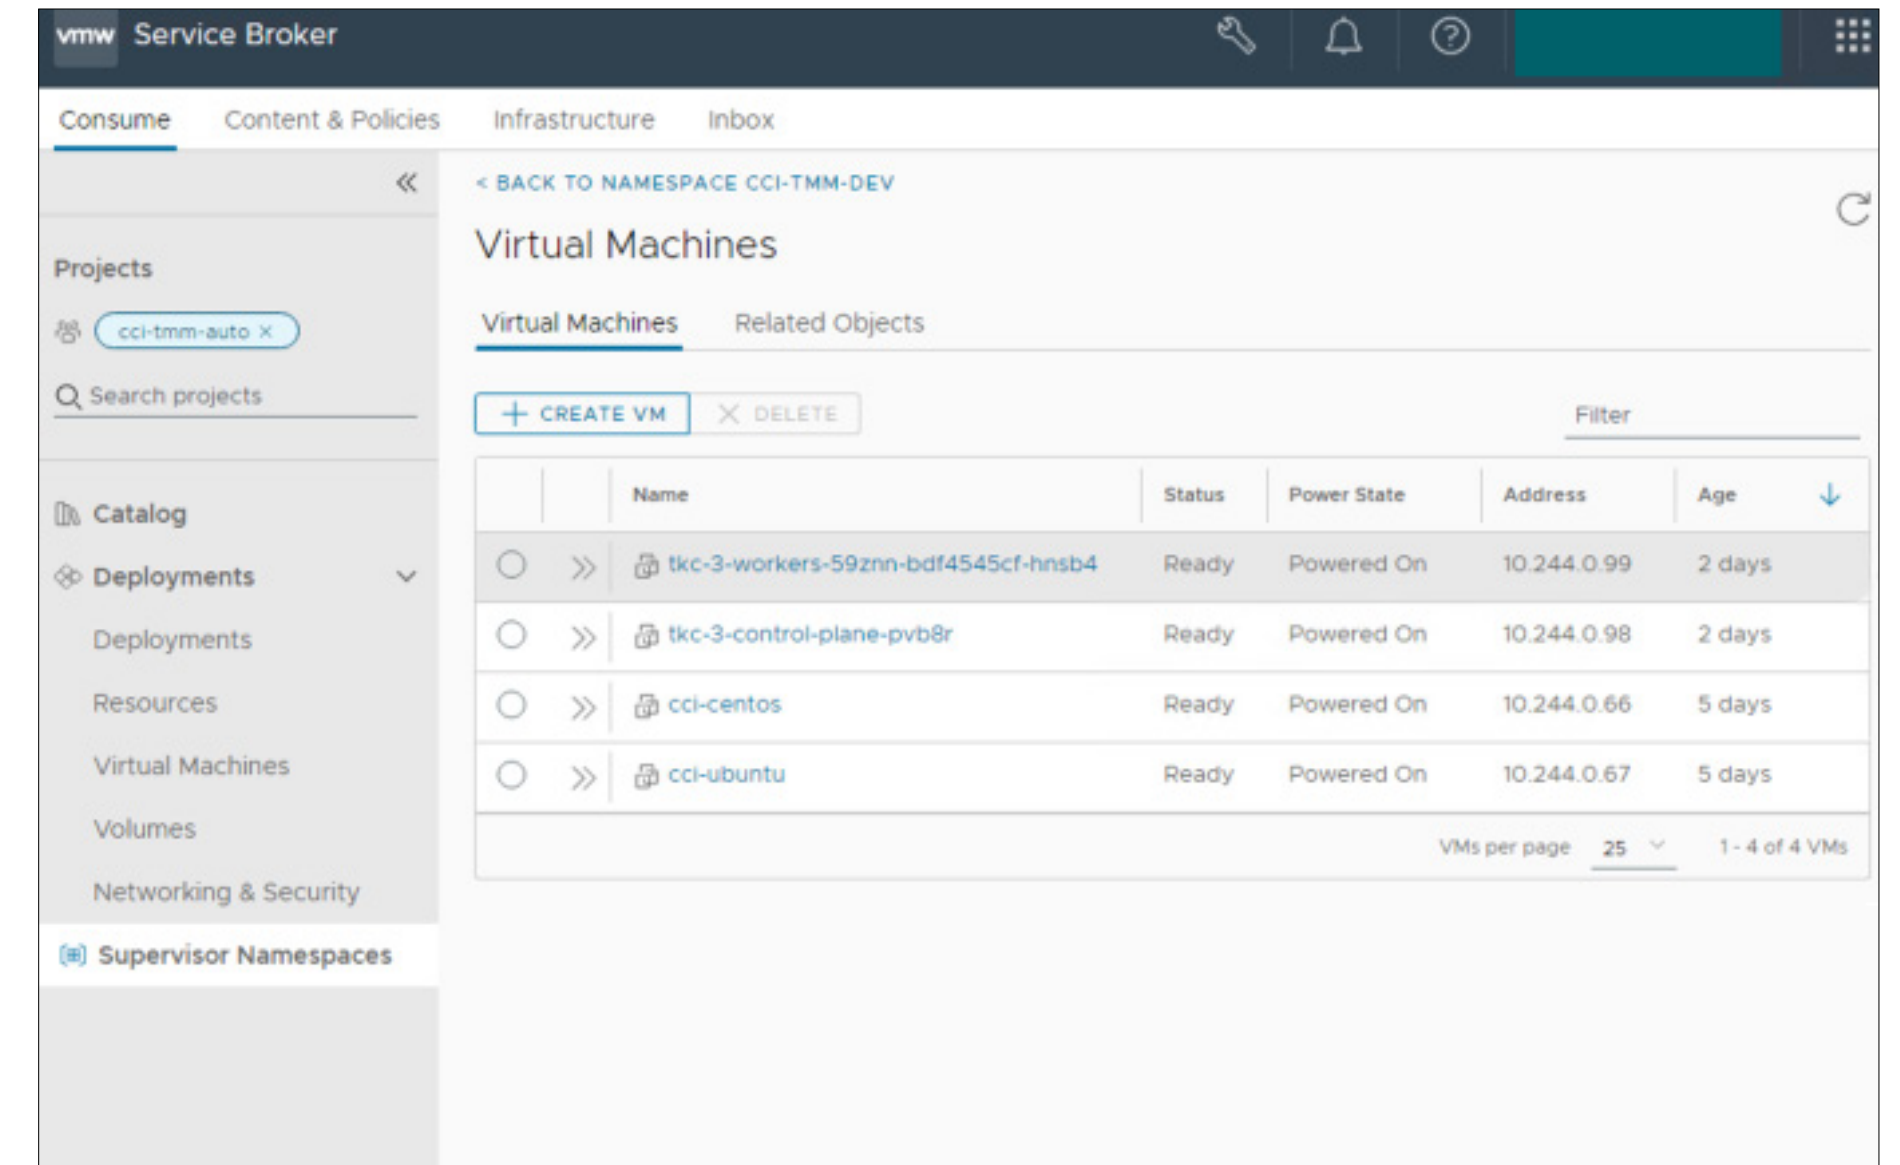 vmw Service Broker
Consume Content & Policies Infrastructure Inbox
< BACK TO NAMESPACE CCI-TMM-DEV
Virtual Machines
Projects
cci-tmm-auto ×
Search projects
Virtual Machines Related Objects
+ CREATE VM × DELETE
Filter
Catalog
Deployments
Deployments
Resources
Virtual Machines
Volumes
Networking & Security
Supervisor Namespaces
Name Status Power State Address Age
tkc-3-workers-59znn-bdf4545cf-hnsb4 Ready Powered On 10.244.0.99 2 days
tkc-3-control-plane-pvb8r Ready Powered On 10.244.0.98 2 days
cci-centos Ready Powered On 10.244.0.66 5 days
cci-ubuntu Ready Powered On 10.244.0.67 5 days
VMs per page 25 1 - 4 of 4 VMs